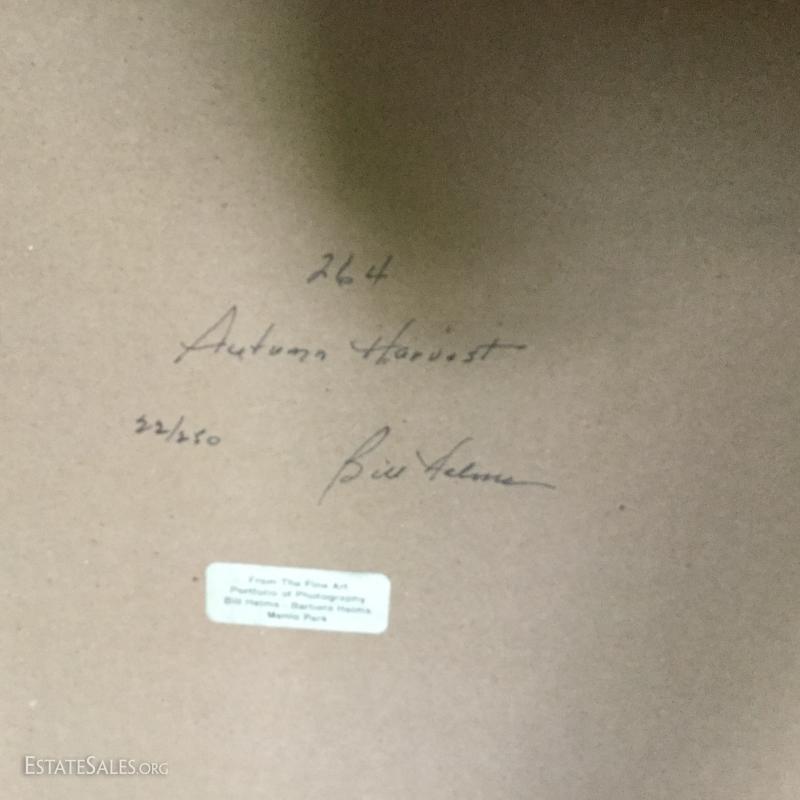 264
Autumn Harvest
22/250
Bill Helms
From The Fine Art
Portfolio of Photography
Bill Helms - Barbara Helms
Menlo Park
ESTATESALES.ORG